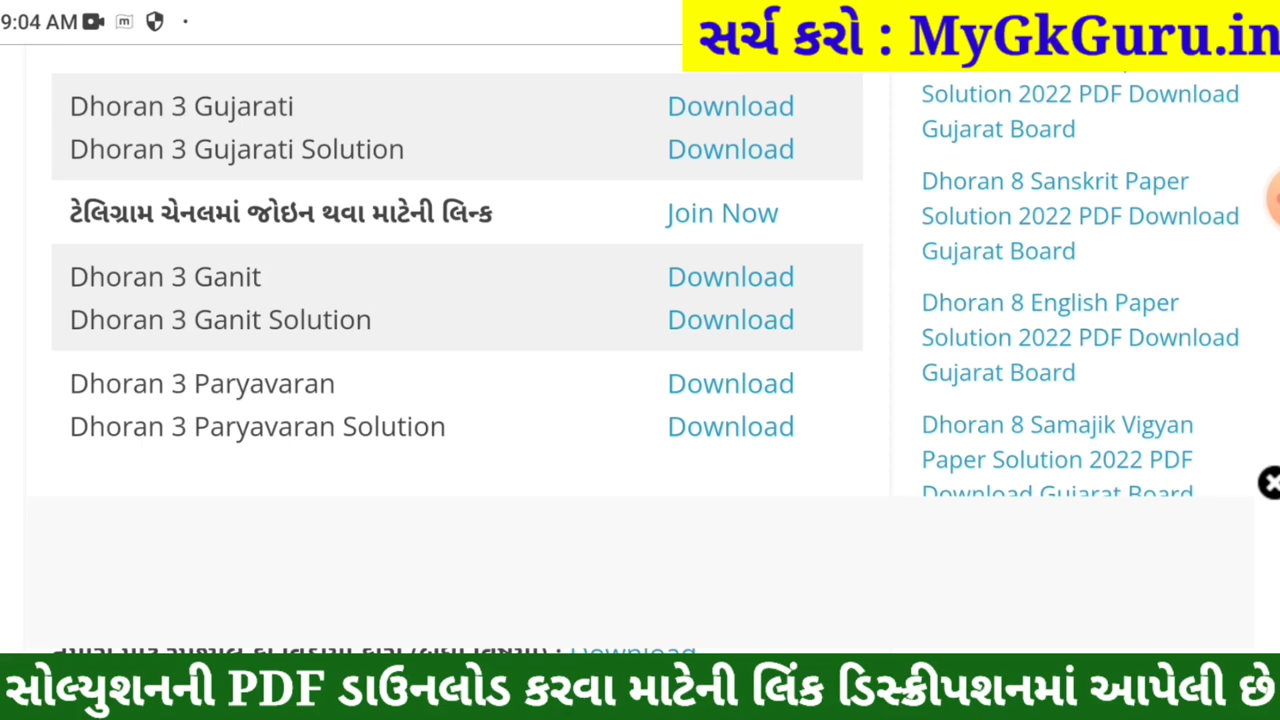 9:04 AM
સર્ચ કરો : MyGkGuru.in
Dhoran 3 Gujarati Download
Dhoran 3 Gujarati Solution Download
ટેલિગ્રામ ચેનલમાં જોઇન થવા માટેની લિન્ક Join Now
Dhoran 3 Ganit Download
Dhoran 3 Ganit Solution Download
Dhoran 3 Paryavaran Download
Dhoran 3 Paryavaran Solution Download
Solution 2022 PDF Download
Gujarat Board
Dhoran 8 Sanskrit Paper
Solution 2022 PDF Download
Gujarat Board
Dhoran 8 English Paper
Solution 2022 PDF Download
Gujarat Board
Dhoran 8 Samajik Vigyan
Paper Solution 2022 PDF
Download Gujarat Board
Download
સોલ્યુશનની PDF ડાઉનલોડ કરવા માટેની લિંક ડિસ્ક્રીપશનમાં આપેલી છે